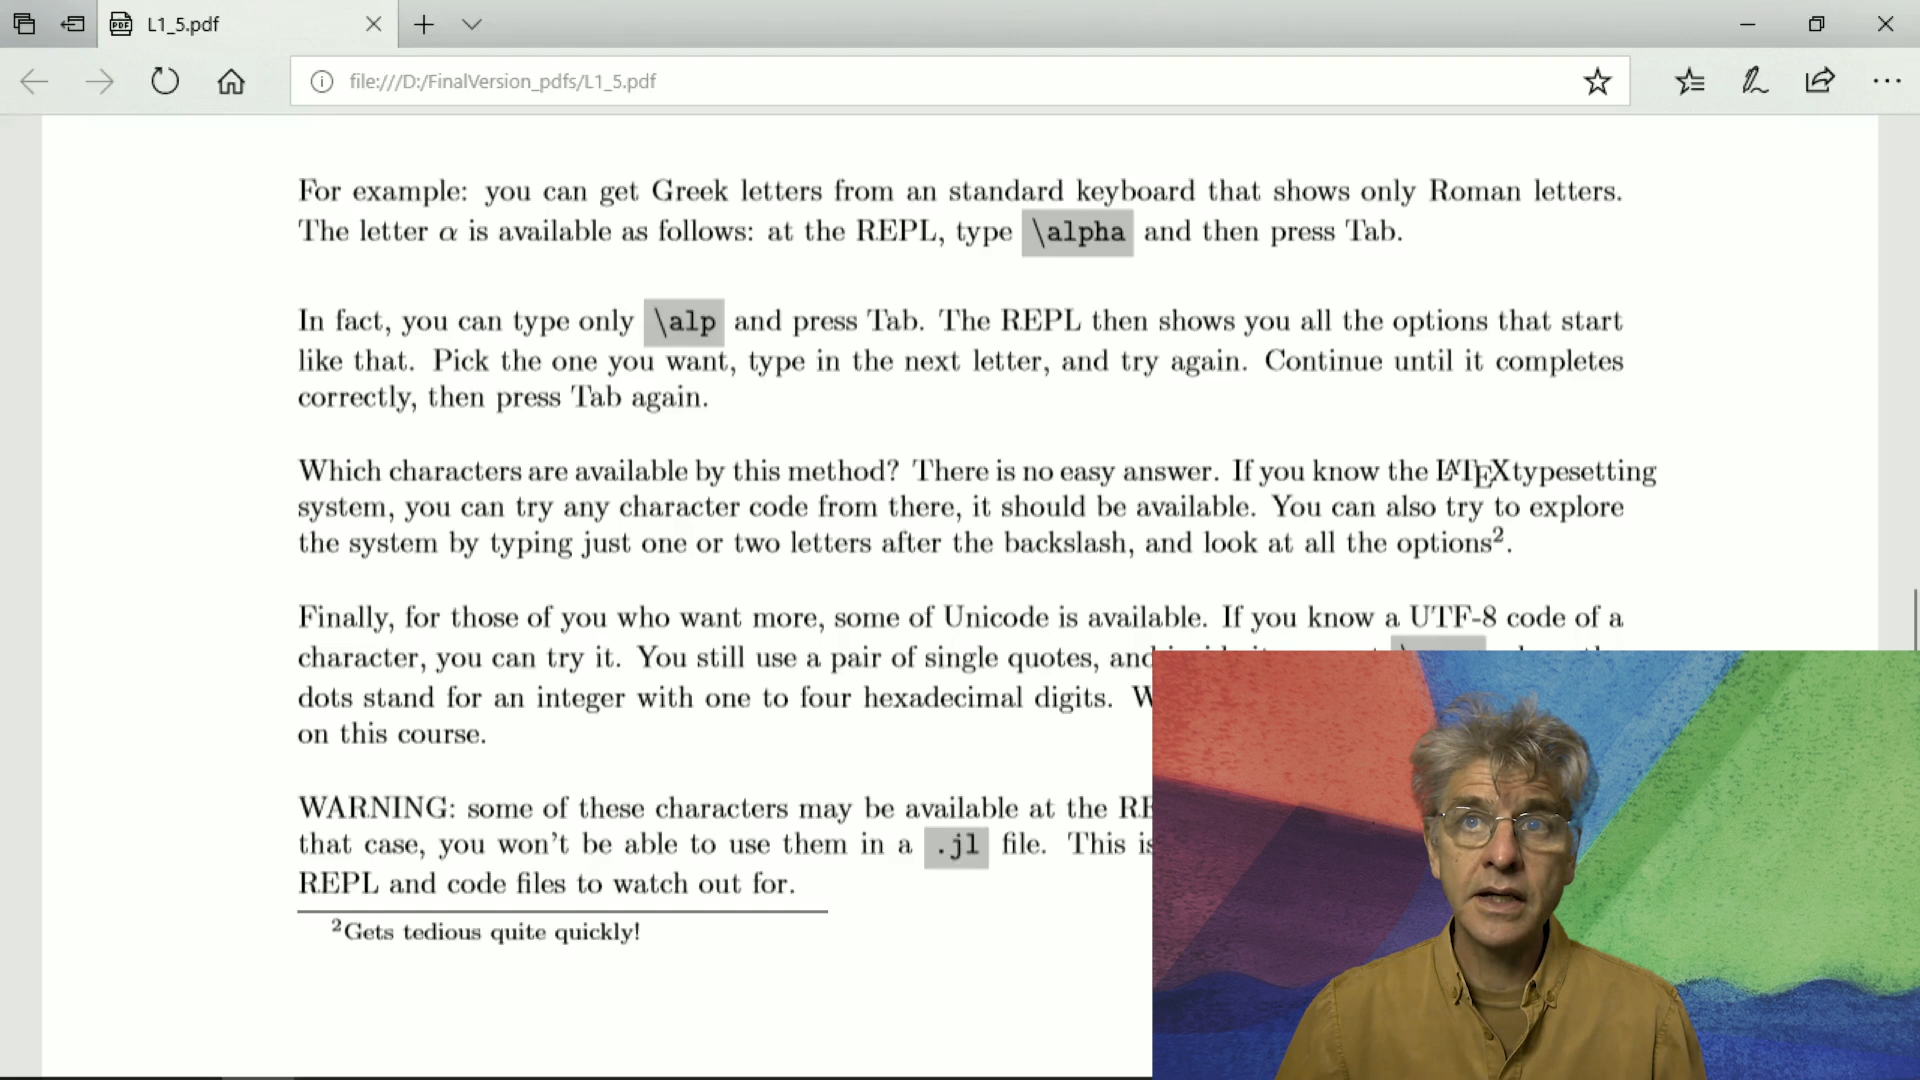 L1_5.pdf
file:///D:/FinalVersion_pdfs/L1_5.pdf
For example: you can get Greek letters from an standard keyboard that shows only Roman letters.
The letter α is available as follows: at the REPL, type \alpha and then press Tab.
In fact, you can type only \alp and press Tab. The REPL then shows you all the options that start
like that. Pick the one you want, type in the next letter, and try again. Continue until it completes
correctly, then press Tab again.
Which characters are available by this method? There is no easy answer. If you know the LATEXtypesetting
system, you can try any character code from there, it should be available. You can also try to explore
the system by typing just one or two letters after the backslash, and look at all the options².
Finally, for those of you who want more, some of Unicode is available. If you know a UTF-8 code of a
character, you can try it. You still use a pair of single quotes, and
dots stand for an integer with one to four hexadecimal digits. W
on this course.
WARNING: some of these characters may be available at the RE
that case, you won't be able to use them in a .jl file. This is
REPL and code files to watch out for.
²Gets tedious quite quickly!